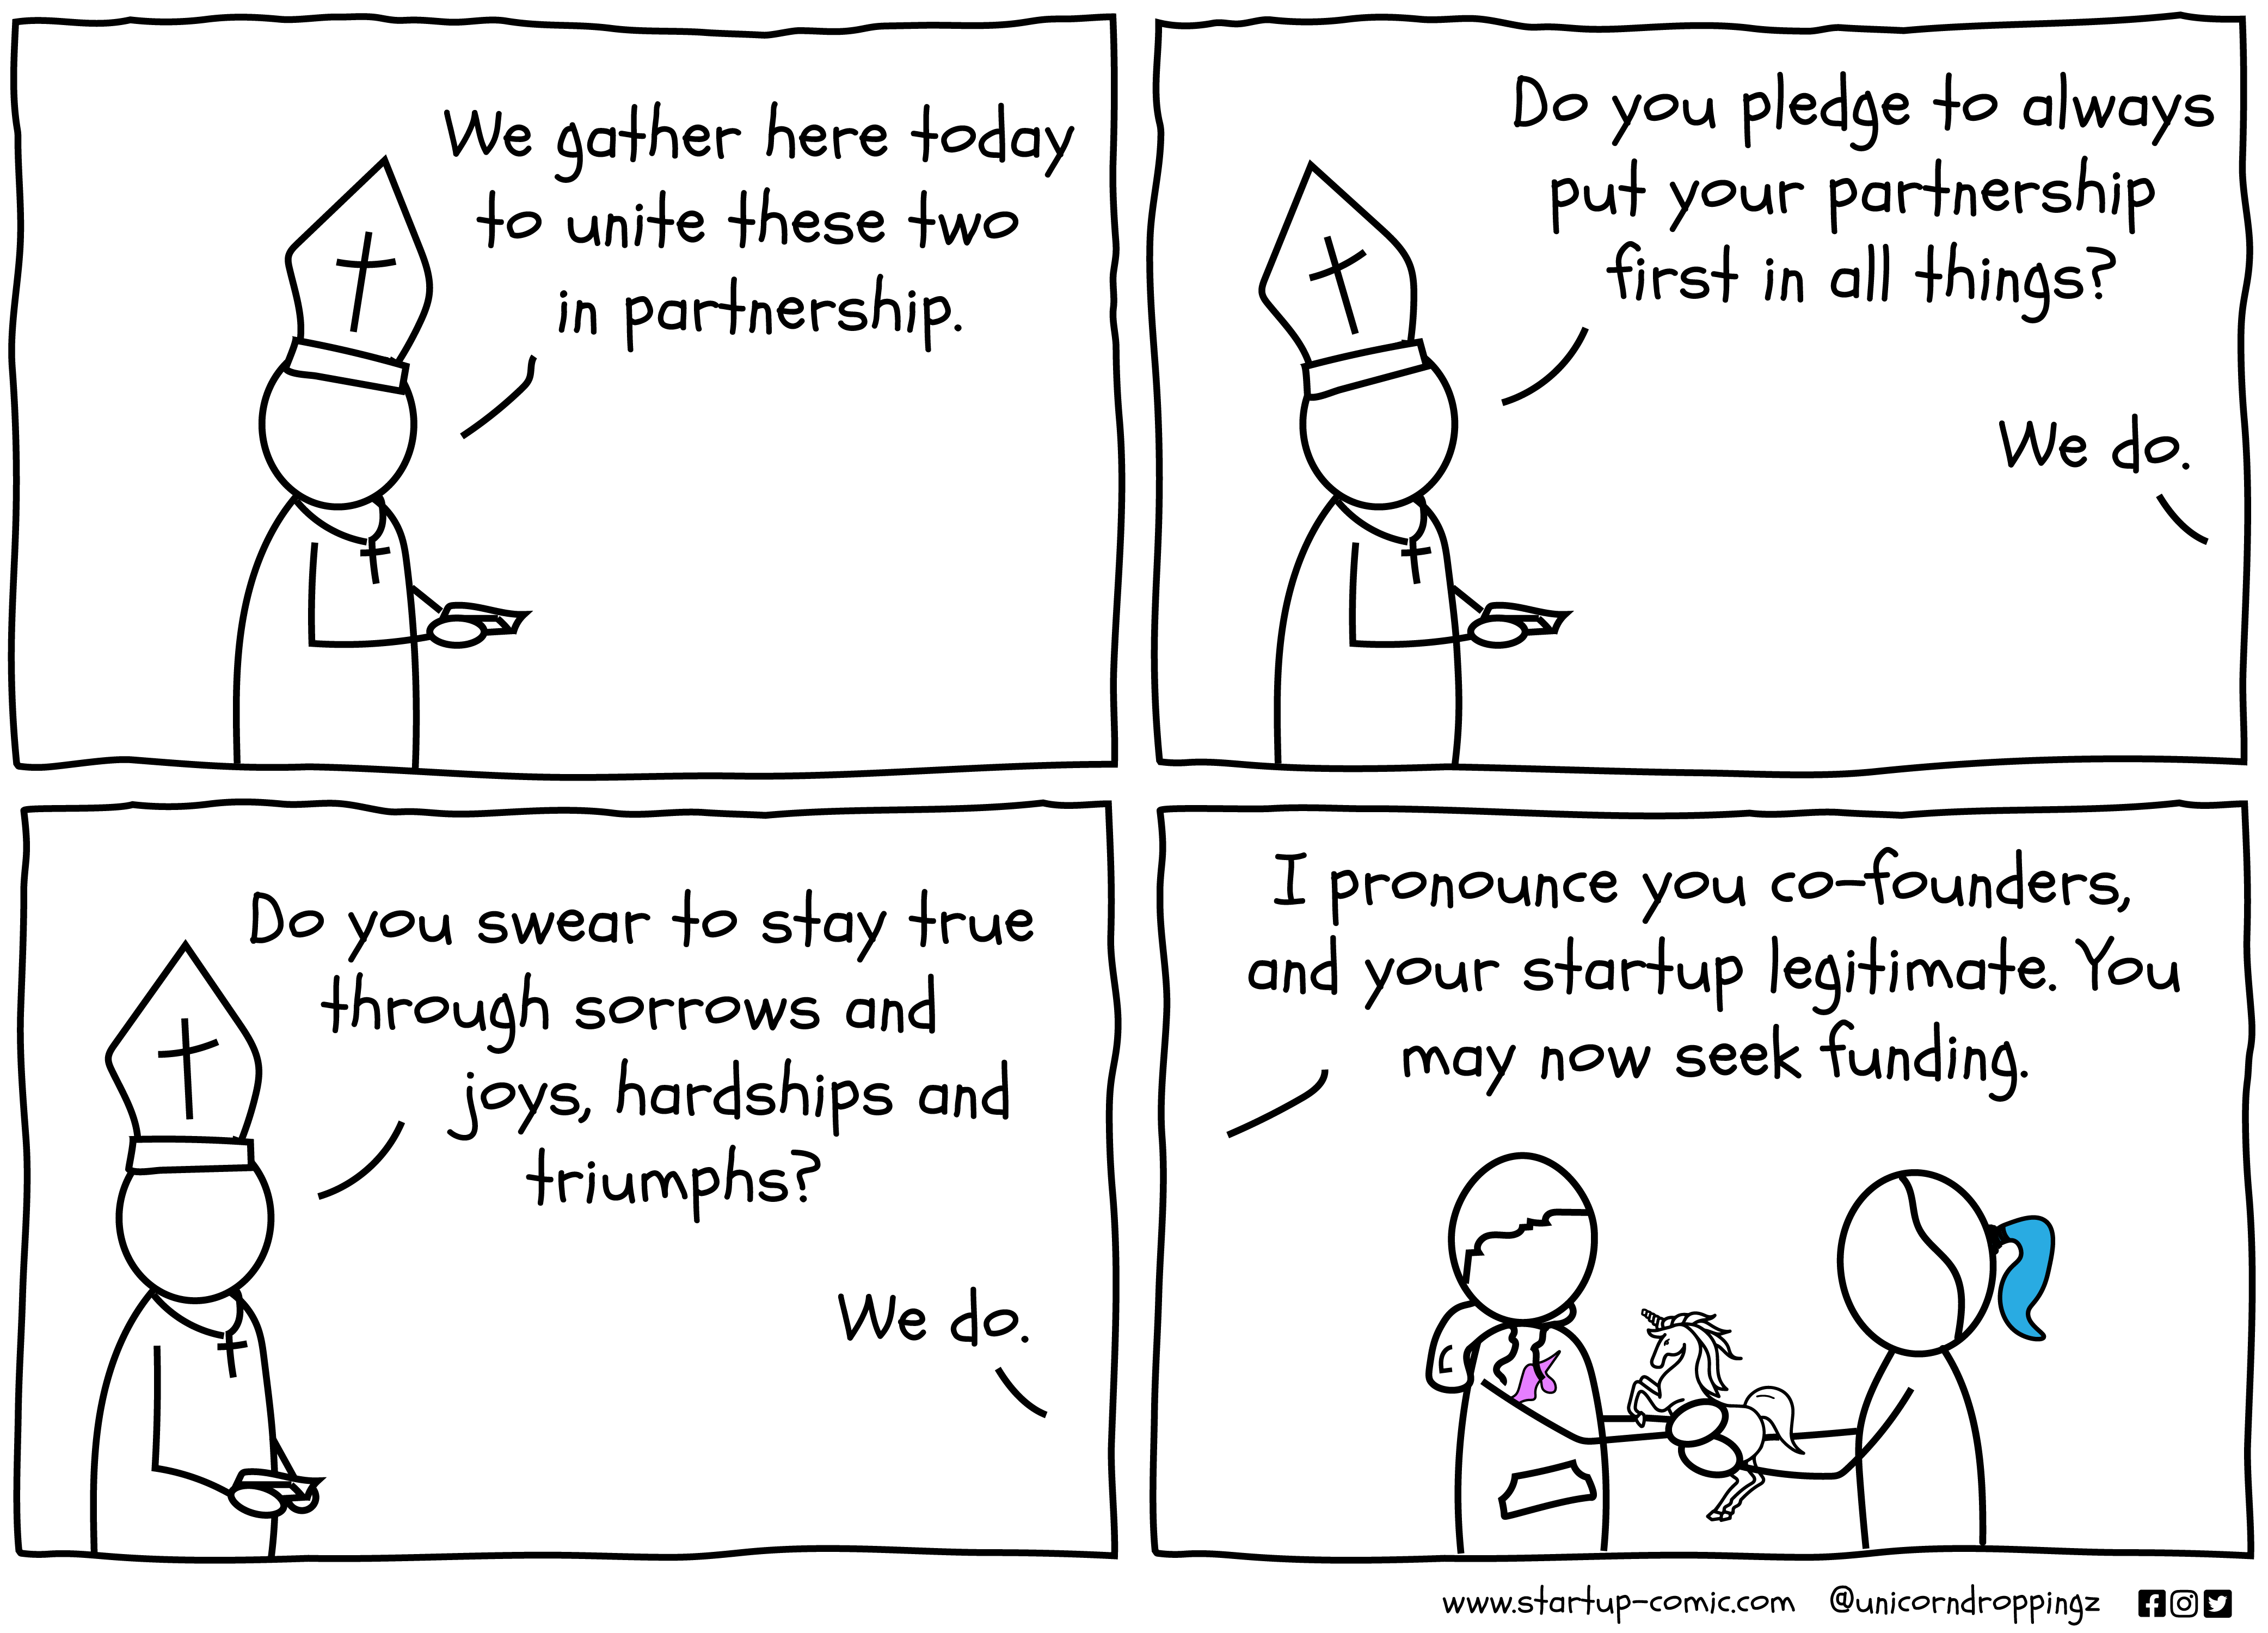 We gather here today
to unite these two
in partnership.
Do you pledge to always
put your partnership
first in all things?
We do.
Do you swear to stay true
through sorrows and
joys, hardships and
triumphs?
We do.
I pronounce you co-founders,
and your startup legitimate. You
may now seek funding.
www.startup-comic.com @unicorndroppingz